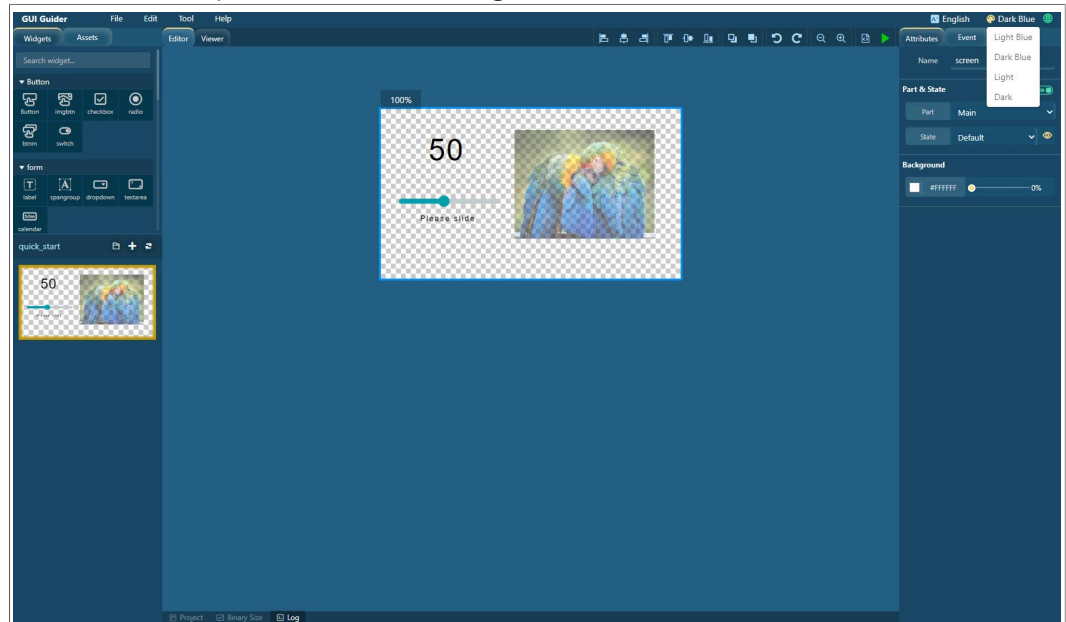 GUI Guider File Edit Tool Help English Dark Blue
Widgets Assets Editor Viewer Attributes Event Light Blue
Search widget... Name screen Dark Blue
Button Light
Part & State Dark
Button imgbtn checkbox radio 100%
Part Main
btnm switch 50 State Default
form Background
label spangroup dropdown textarea #FFFFFF 0%
Please slide
calendar
quick_start
50
Project Binary Size Log